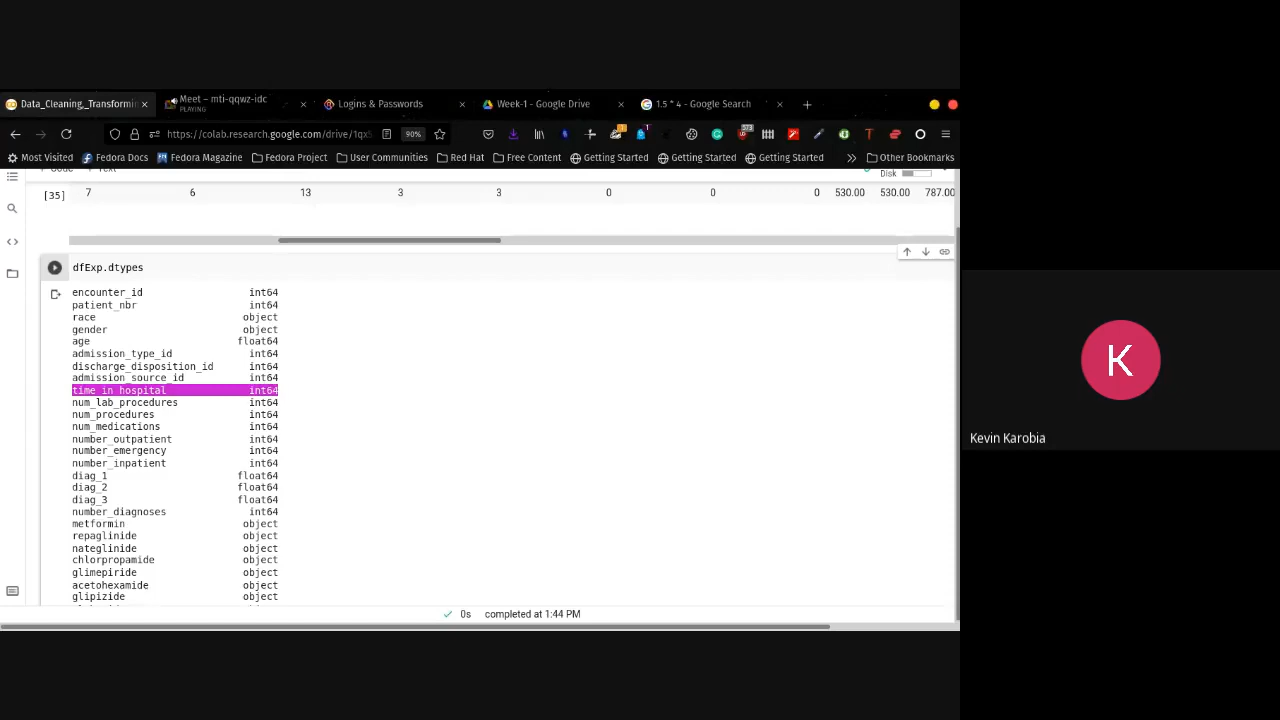 Data_Cleaning,_Transformin
Meet – mti-qqwz-idc
PLAYING
Logins & Passwords
Week-1 - Google Drive
1.5 * 4 - Google Search
https://colab.research.google.com/drive/1qx5
90%
573
Most Visited
Fedora Docs
Fedora Magazine
Fedora Project
User Communities
Red Hat
Free Content
Getting Started
Getting Started
Getting Started
Other Bookmarks
+ Code + Text
Disk
[35] 7 6 13 3 3 0 0 0 530.00 530.00 787.00
dfExp.dtypes
encounter_id int64
patient_nbr int64
race object
gender object
age float64
admission_type_id int64
discharge_disposition_id int64
admission_source_id int64
time_in_hospital int64
num_lab_procedures int64
num_procedures int64
num_medications int64
number_outpatient int64
number_emergency int64
number_inpatient int64
diag_1 float64
diag_2 float64
diag_3 float64
number_diagnoses int64
metformin object
repaglinide object
nateglinide object
chlorpropamide object
glimepiride object
acetohexamide object
glipizide object
0s completed at 1:44 PM
K
Kevin Karobia